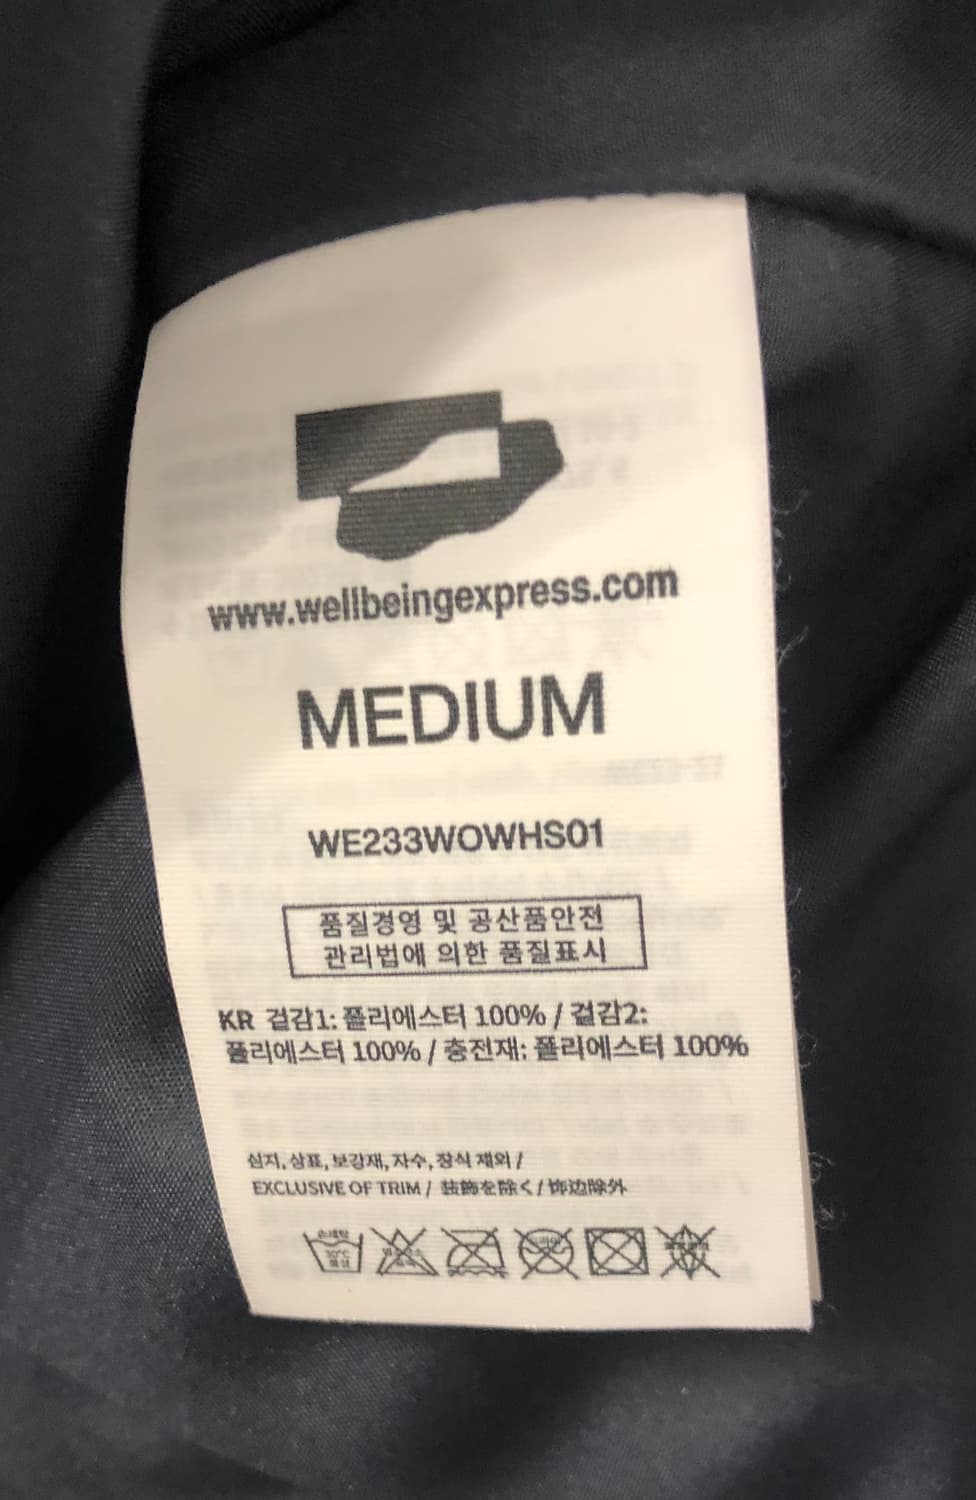 www.wellbeingexpress.com
MEDIUM
WE233WOWHS01
품질경영 및 공산품안전
관리법에 의한 품질표시
KR 겉감1: 폴리에스터 100% / 겉감2:
폴리에스터 100% / 충전재: 폴리에스터 100%
심지, 상표, 보강재, 자수, 장식 제외 /
EXCLUSIVE OF TRIM / 装飾を除く / 饰边除外
손세탁